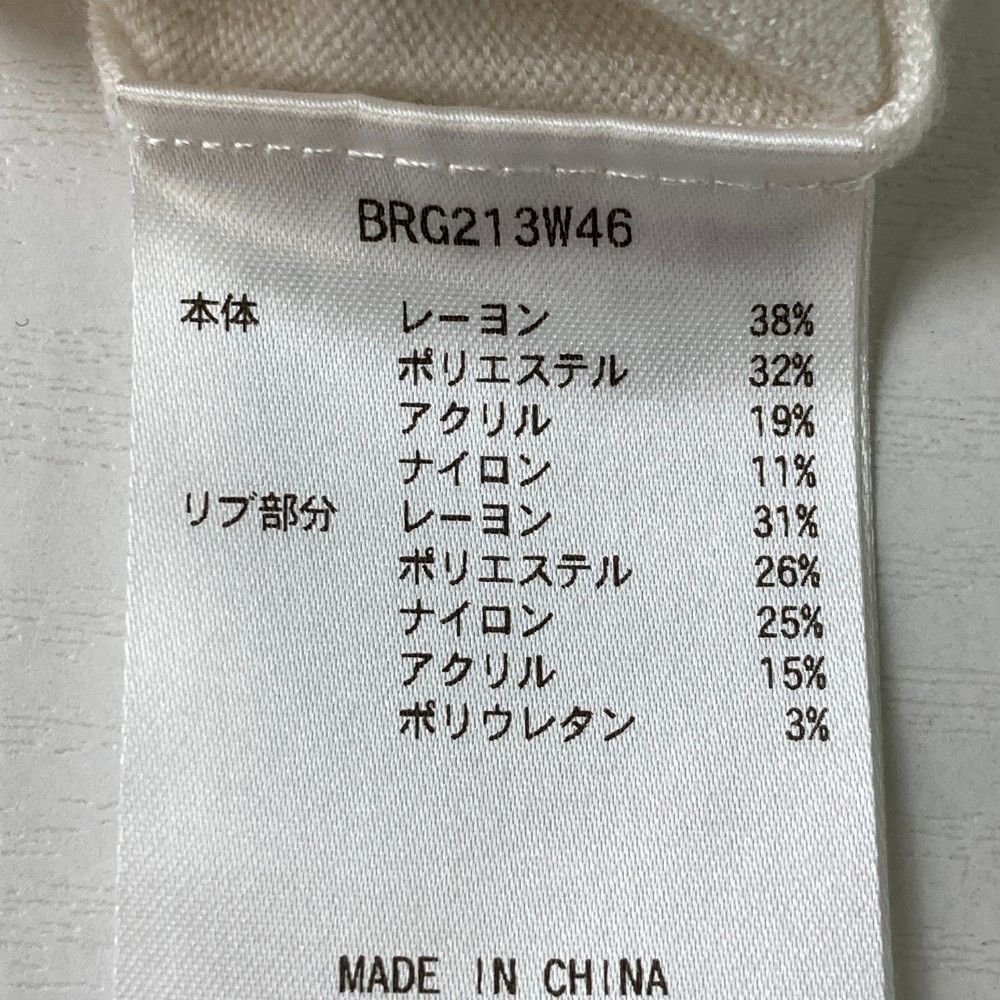 BRG213W46
本体 レーヨン 38%
ポリエステル 32%
アクリル 19%
ナイロン 11%
リブ部分 レーヨン 31%
ポリエステル 26%
ナイロン 25%
アクリル 15%
ポリウレタン 3%
MADE IN CHINA